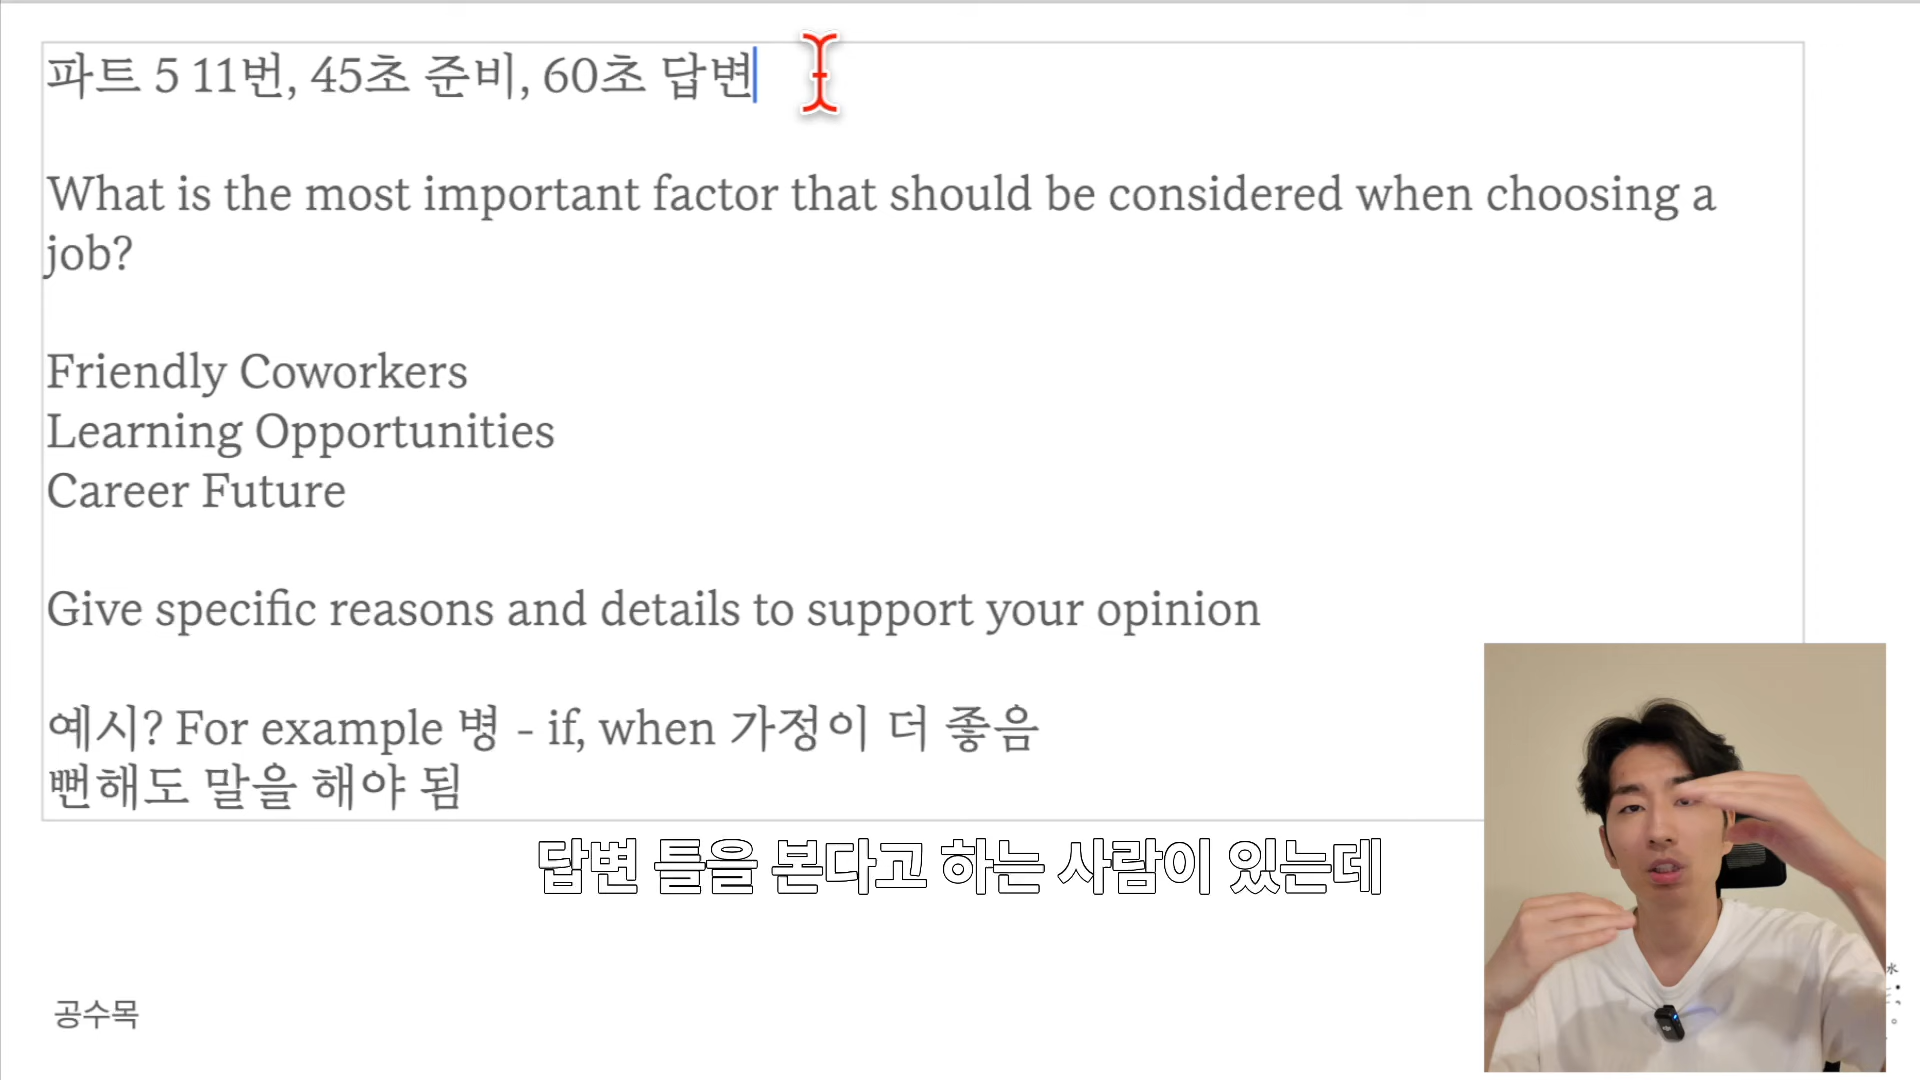 파트 5 11번, 45초 준비, 60초 답변
What is the most important factor that should be considered when choosing a
job?
Friendly Coworkers
Learning Opportunities
Career Future
Give specific reasons and details to support your opinion
예시? For example 병 - if, when 가정이 더 좋음
뻔해도 말을 해야 됨
답변 틀을 본다고 하는 사람이 있는데
공수목
水